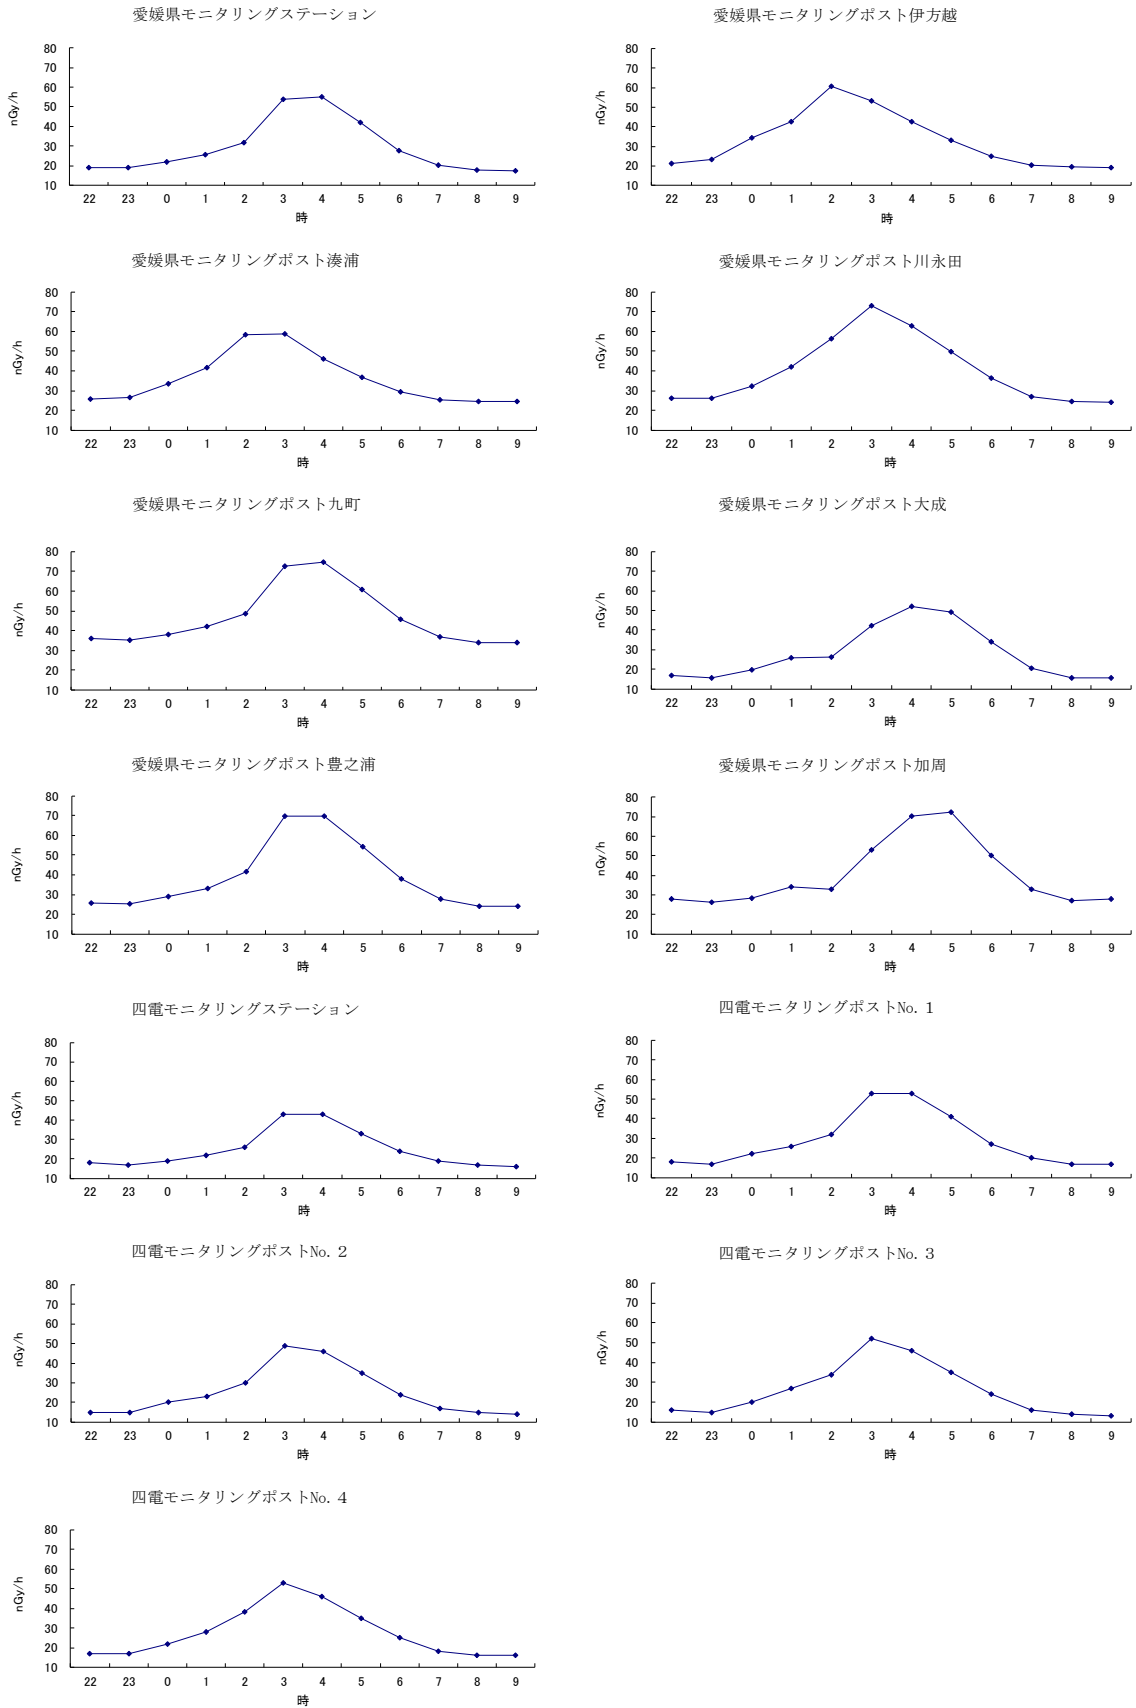 愛媛県モニタリングステーション
80
70
60
50
40
30
20
10
nGy/h
22 23 0 1 2 3 4 5 6 7 8 9
時
愛媛県モニタリングポスト伊方越
80
70
60
50
40
30
20
10
nGy/h
22 23 0 1 2 3 4 5 6 7 8 9
時
愛媛県モニタリングポスト湊浦
80
70
60
50
40
30
20
10
nGy/h
22 23 0 1 2 3 4 5 6 7 8 9
時
愛媛県モニタリングポスト川永田
80
70
60
50
40
30
20
10
nGy/h
22 23 0 1 2 3 4 5 6 7 8 9
時
愛媛県モニタリングポスト九町
80
70
60
50
40
30
20
10
nGy/h
22 23 0 1 2 3 4 5 6 7 8 9
時
愛媛県モニタリングポスト大成
80
70
60
50
40
30
20
10
nGy/h
22 23 0 1 2 3 4 5 6 7 8 9
時
愛媛県モニタリングポスト豊之浦
80
70
60
50
40
30
20
10
nGy/h
22 23 0 1 2 3 4 5 6 7 8 9
時
愛媛県モニタリングポスト加周
80
70
60
50
40
30
20
10
nGy/h
22 23 0 1 2 3 4 5 6 7 8 9
時
四電モニタリングステーション
80
70
60
50
40
30
20
10
nGy/h
22 23 0 1 2 3 4 5 6 7 8 9
時
四電モニタリングポストNo. 1
80
70
60
50
40
30
20
10
nGy/h
22 23 0 1 2 3 4 5 6 7 8 9
時
四電モニタリングポストNo. 2
80
70
60
50
40
30
20
10
nGy/h
22 23 0 1 2 3 4 5 6 7 8 9
時
四電モニタリングポストNo. 3
80
70
60
50
40
30
20
10
nGy/h
22 23 0 1 2 3 4 5 6 7 8 9
時
四電モニタリングポストNo. 4
80
70
60
50
40
30
20
10
nGy/h
22 23 0 1 2 3 4 5 6 7 8 9
時